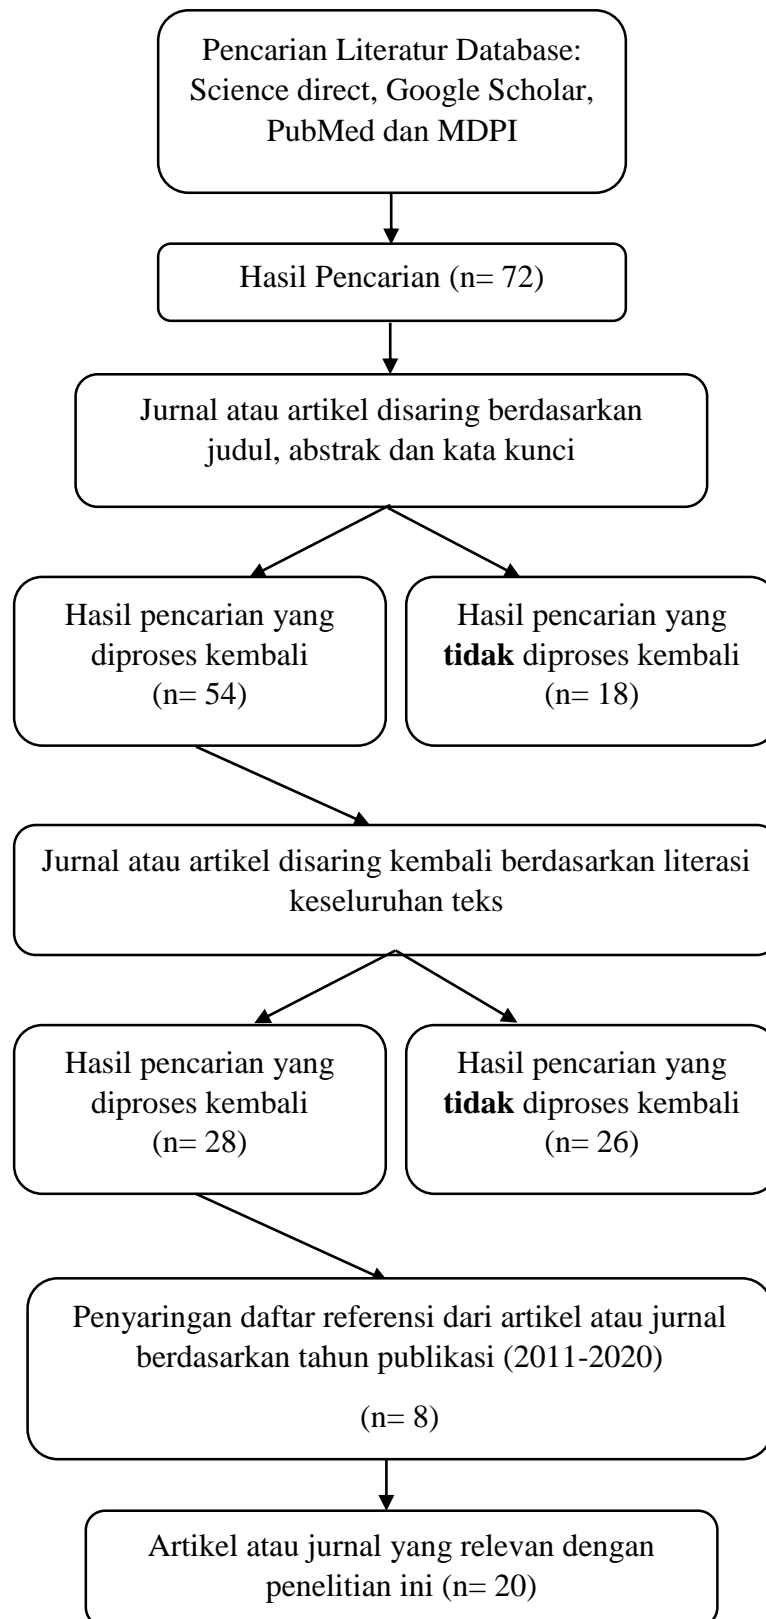 Pencarian Literatur Database:
Science direct, Google Scholar,
PubMed dan MDPI
Hasil Pencarian (n= 72)
Jurnal atau artikel disaring berdasarkan
judul, abstrak dan kata kunci
Hasil pencarian yang
diproses kembali
(n= 54)
Hasil pencarian yang
tidak diproses kembali
(n= 18)
Jurnal atau artikel disaring kembali berdasarkan literasi
keseluruhan teks
Hasil pencarian yang
diproses kembali
(n= 28)
Hasil pencarian yang
tidak diproses kembali
(n= 26)
Penyaringan daftar referensi dari artikel atau jurnal
berdasarkan tahun publikasi (2011-2020)
(n= 8)
Artikel atau jurnal yang relevan dengan
penelitian ini (n= 20)